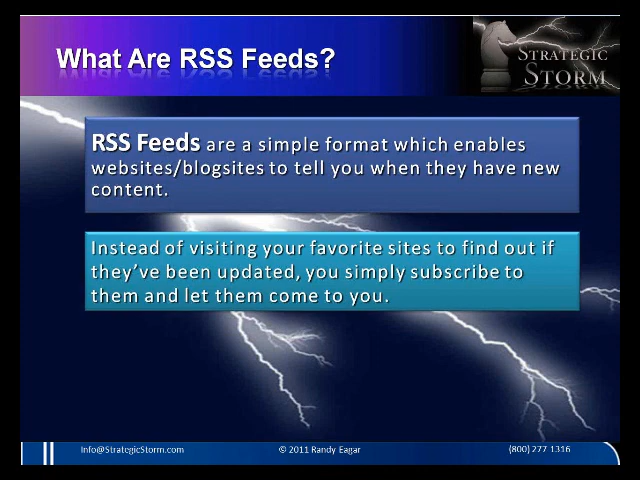 What Are RSS Feeds?
STRATEGIC
STORM
RSS Feeds are a simple format which enables
websites/blogsites to tell you when they have new
content.
Instead of visiting your favorite sites to find out if
they've been updated, you simply subscribe to
them and let them come to you.
Info@StrategicStorm.com
© 2011 Randy Eagar
(800) 277 1316